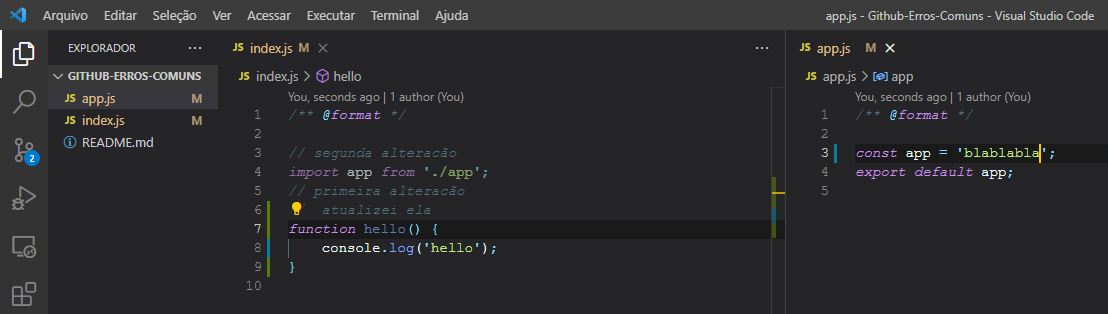 Arquivo Editar Seleção Ver Acessar Executar Terminal Ajuda app.js - Github-Erros-Comuns - Visual Studio Code
EXPLORADOR ···
GITHUB-ERROS-COMUNS
JS app.js M
JS index.js M
README.md
2
JS index.js M ×
JS index.js > hello
You, seconds ago | 1 author (You)
1 /** @format */
2
3 // segunda alteracão
4 import app from './app';
5 // primeira alteracão
6 atualizei ela
7 function hello() {
8 console.log('hello');
9 }
10
···
JS app.js M ×
JS app.js > app
You, seconds ago | 1 author (You)
1 /** @format */
2
3 const app = 'blablabla';
4 export default app;
5